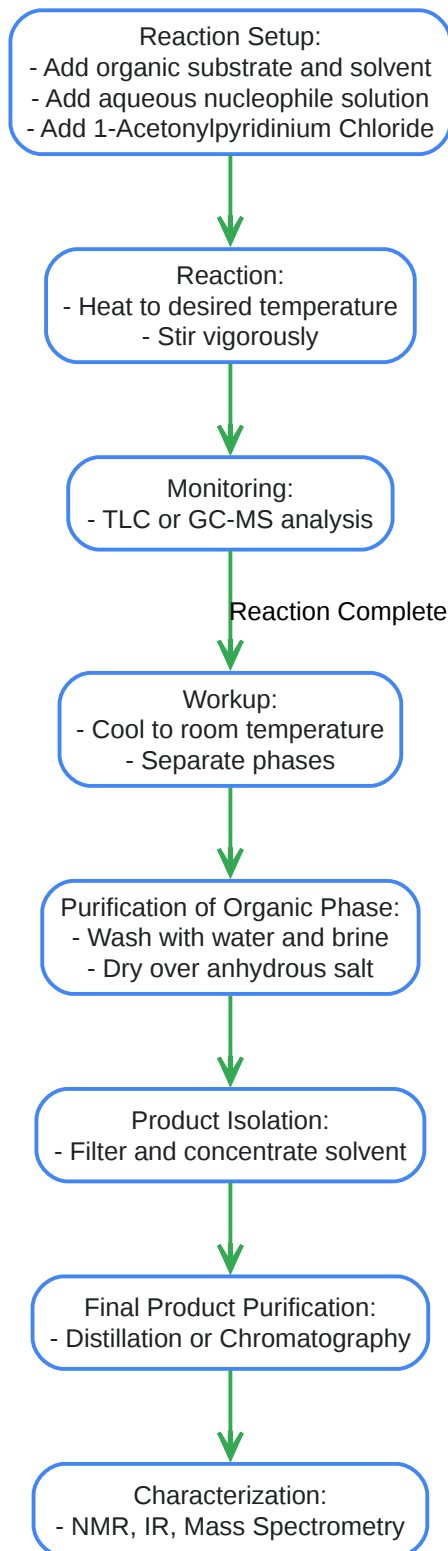 Reaction Setup:
- Add organic substrate and solvent
- Add aqueous nucleophile solution
- Add 1-Acetonylpyridinium Chloride
Reaction:
- Heat to desired temperature
- Stir vigorously
Monitoring:
- TLC or GC-MS analysis
Reaction Complete
Workup:
- Cool to room temperature
- Separate phases
Purification of Organic Phase:
- Wash with water and brine
- Dry over anhydrous salt
Product Isolation:
- Filter and concentrate solvent
Final Product Purification:
- Distillation or Chromatography
Characterization:
- NMR, IR, Mass Spectrometry